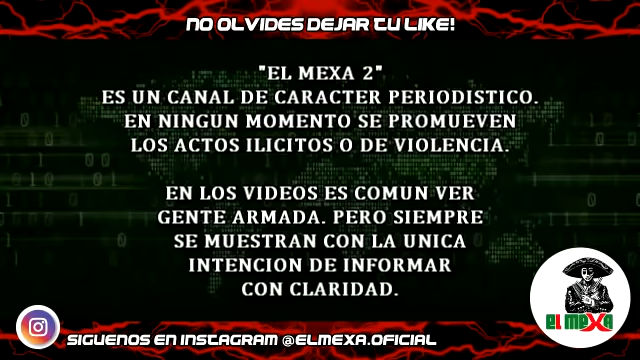 NO OLVIDES DEJAR TU LIKE!
"EL MEXA 2"
ES UN CANAL DE CARACTER PERIODISTICO.
EN NINGUN MOMENTO SE PROMUEVEN
LOS ACTOS ILICITOS O DE VIOLENCIA.
EN LOS VIDEOS ES COMUN VER
GENTE ARMADA. PERO SIEMPRE
SE MUESTRAN CON LA UNICA
INTENCION DE INFORMAR
CON CLARIDAD.
EL MEXA
SIGUENOS EN INSTAGRAM @ELMEXA.OFICIAL